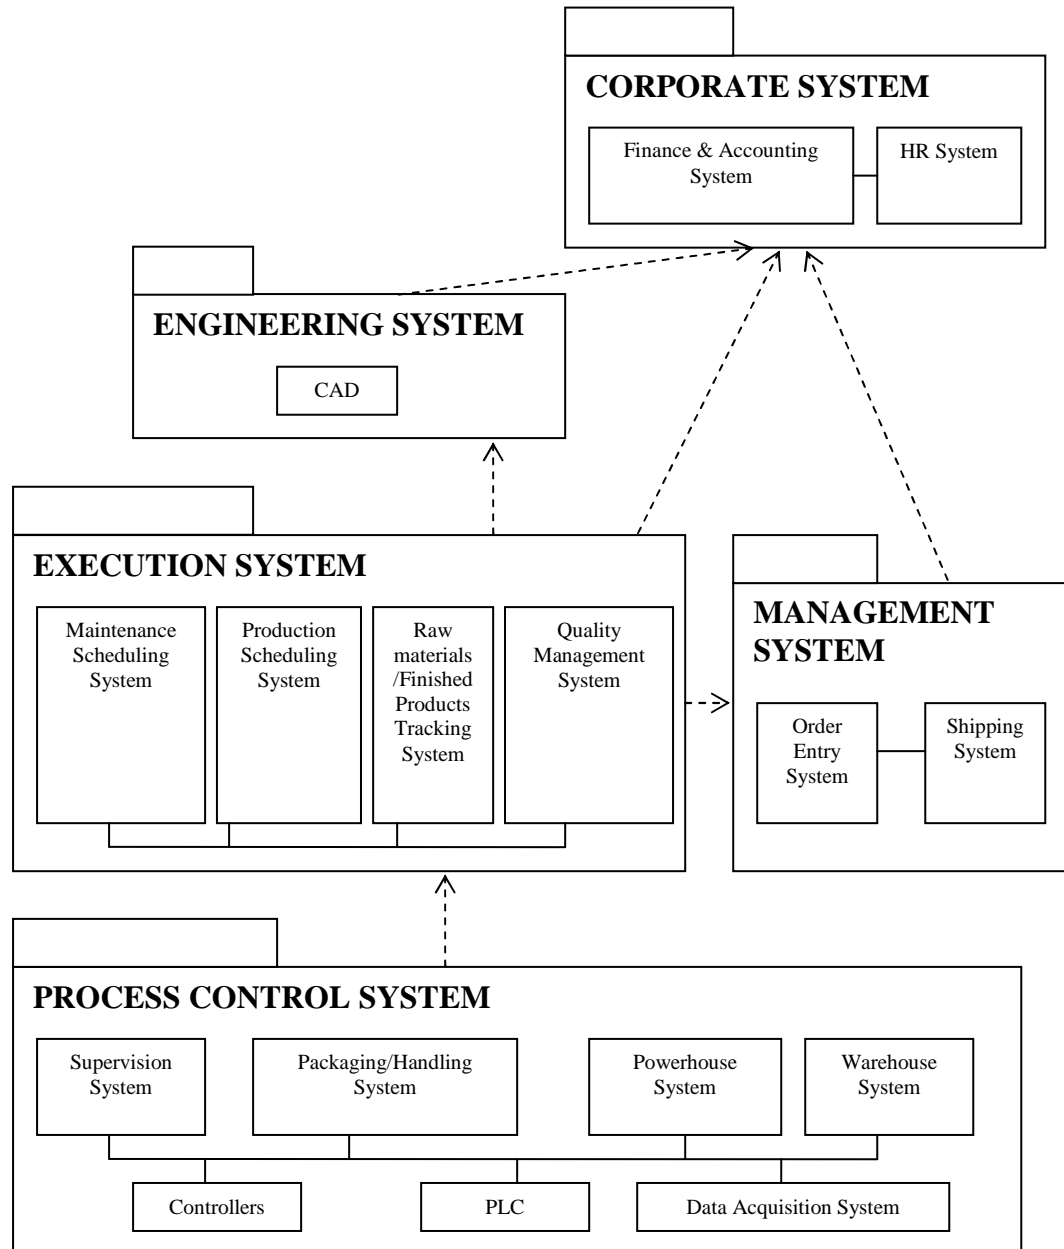 CORPORATE SYSTEM
Finance & Accounting
System
HR System
ENGINEERING SYSTEM
CAD
EXECUTION SYSTEM
Maintenance
Scheduling
System
Production
Scheduling
System
Raw
materials
/Finished
Products
Tracking
System
Quality
Management
System
MANAGEMENT
SYSTEM
Order
Entry
System
Shipping
System
PROCESS CONTROL SYSTEM
Supervision
System
Packaging/Handling
System
Powerhouse
System
Warehouse
System
Controllers
PLC
Data Acquisition System